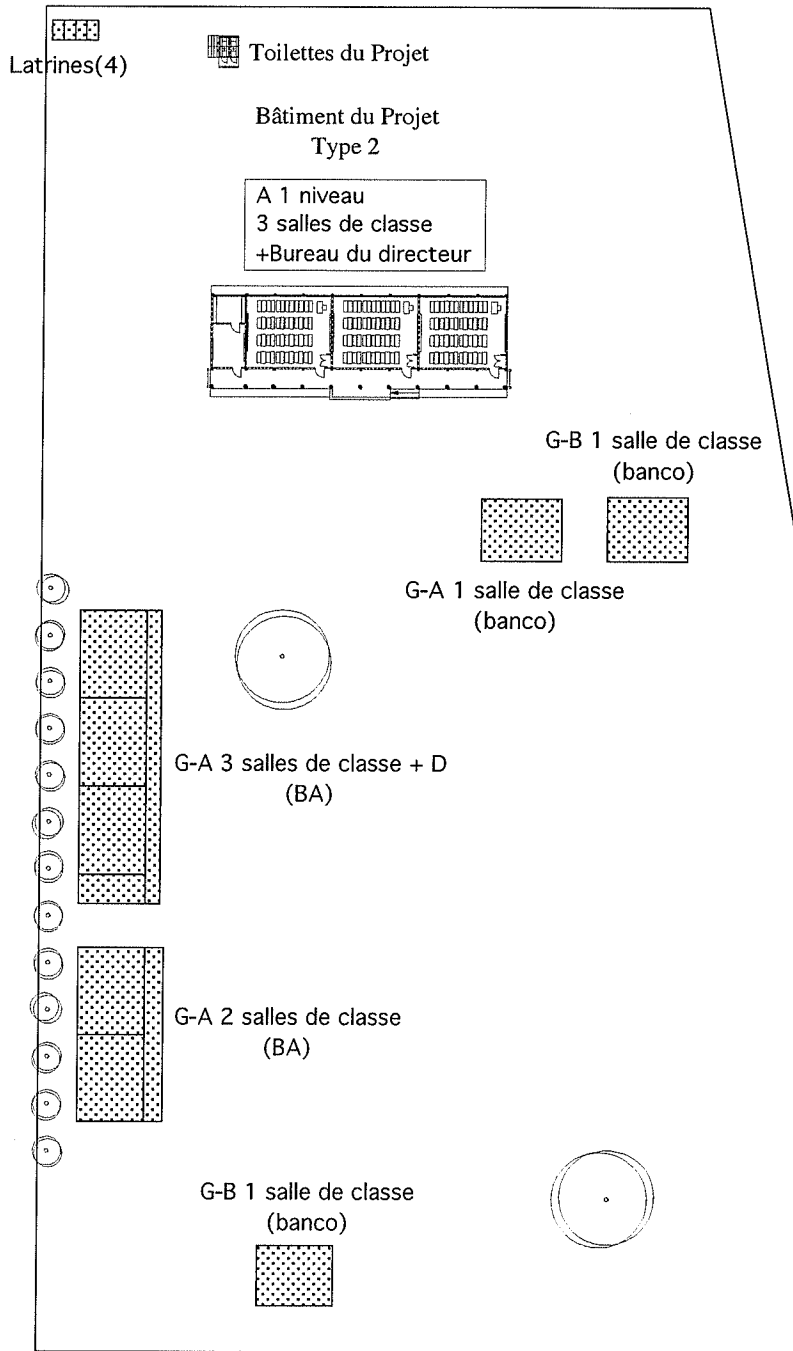 Latrines(4)
Toilettes du Projet
Bâtiment du Projet
Type 2
A 1 niveau
3 salles de classe
+Bureau du directeur
G-B 1 salle de classe
(banco)
G-A 1 salle de classe
(banco)
G-A 3 salles de classe + D
(BA)
G-A 2 salles de classe
(BA)
G-B 1 salle de classe
(banco)